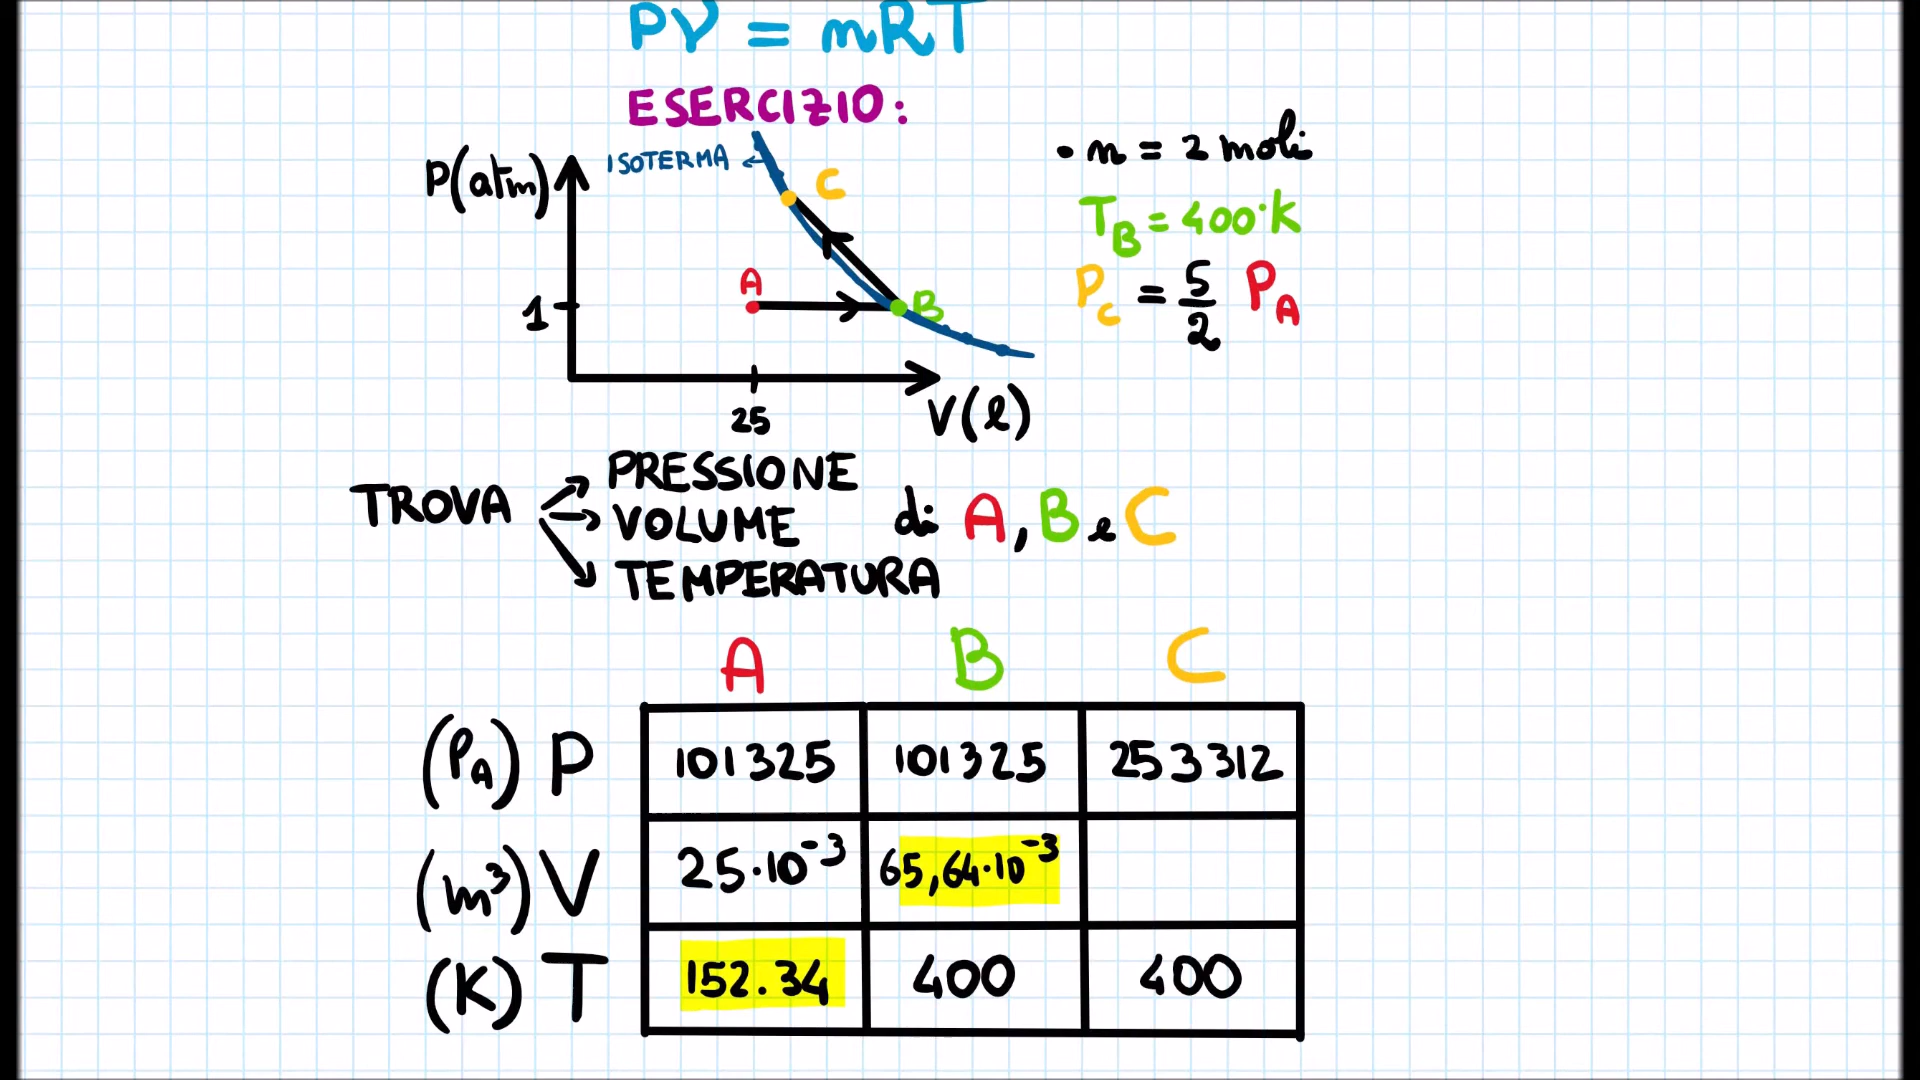 PV = nRT
ESERCIZIO:
P(atm)
ISOTERMA
C
A
B
1
25
V(l)
• n = 2 moli
T_B = 400°K
P_C = 5/2 P_A
TROVA
PRESSIONE
VOLUME
TEMPERATURA
di A, B e C
A B C
(PA) P 101325 101325 253312
(m³) V 25·10⁻³ 65,64·10⁻³
(K) T 152.34 400 400